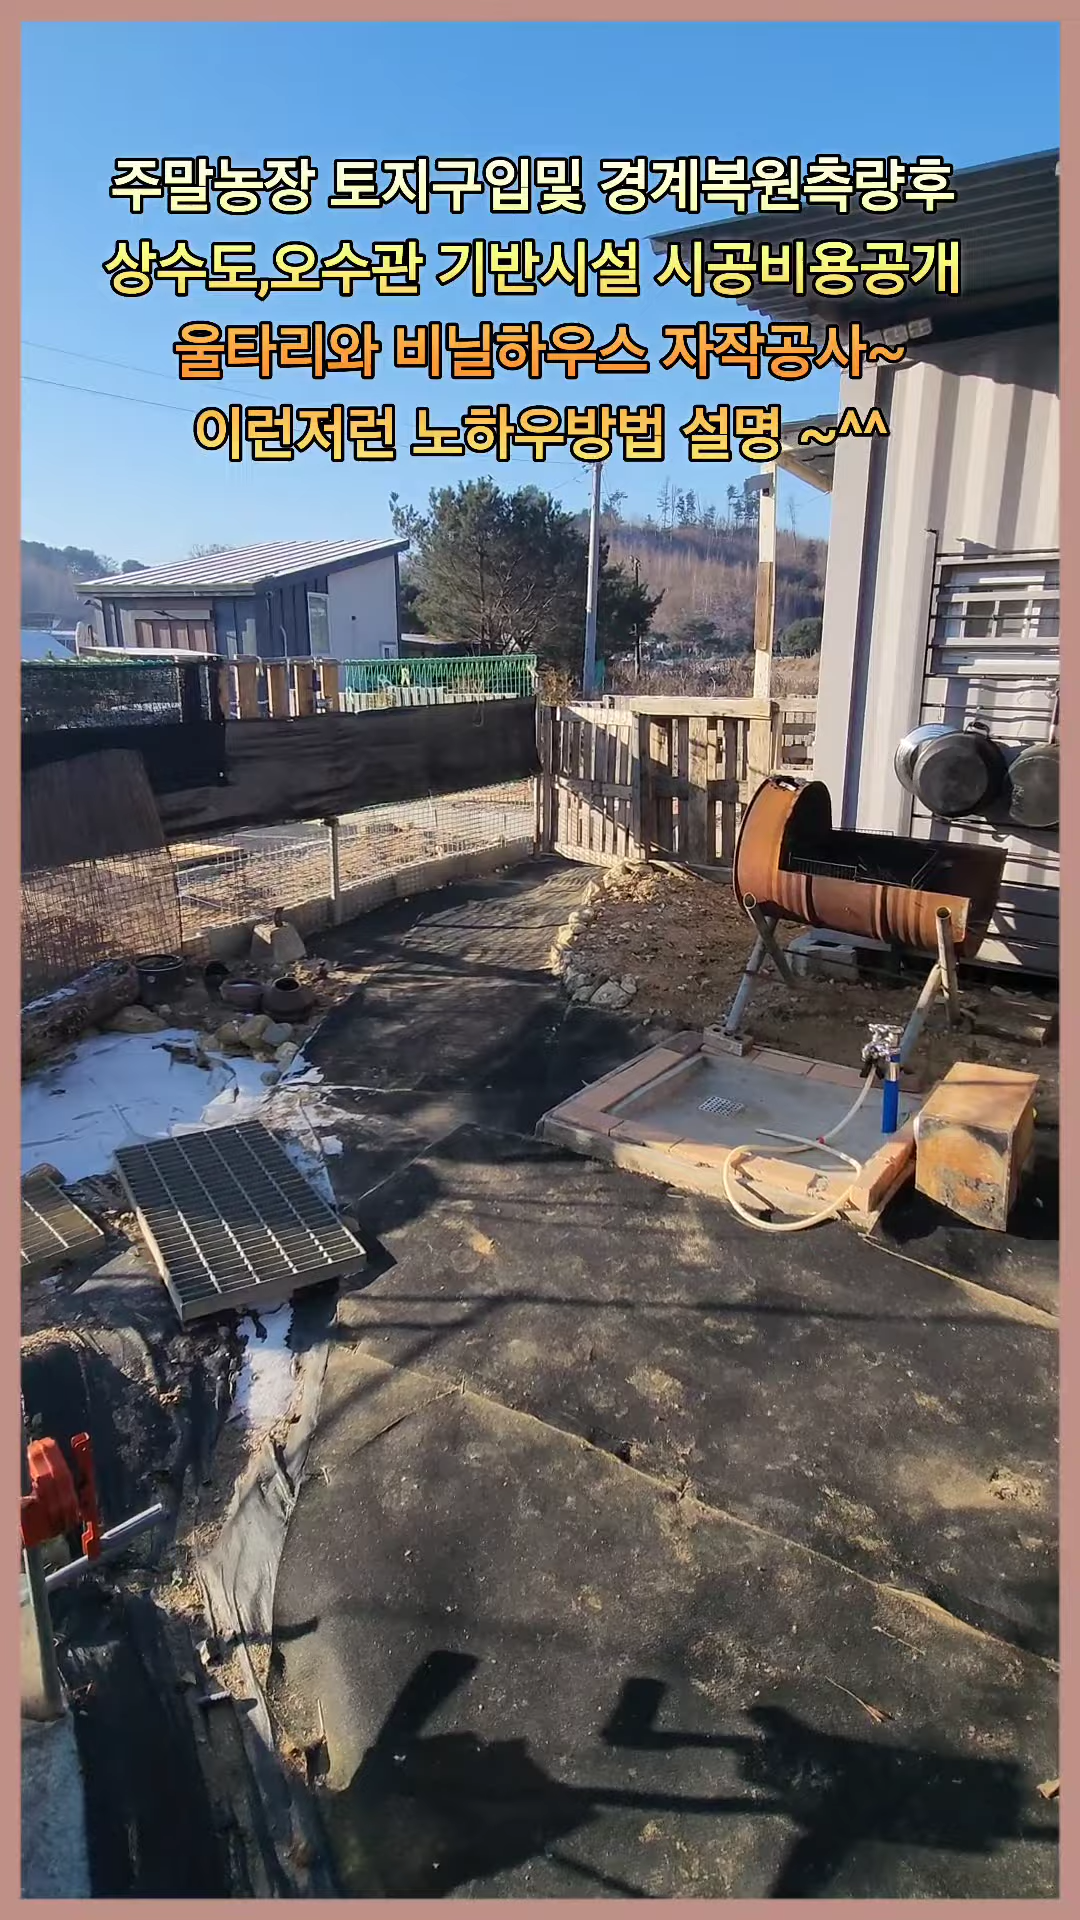 주말농장 토지구입및 경계복원측량후
상수도,오수관 기반시설 시공비용공개
울타리와 비닐하우스 자작공사~
이런저런 노하우방법 설명 ~^^